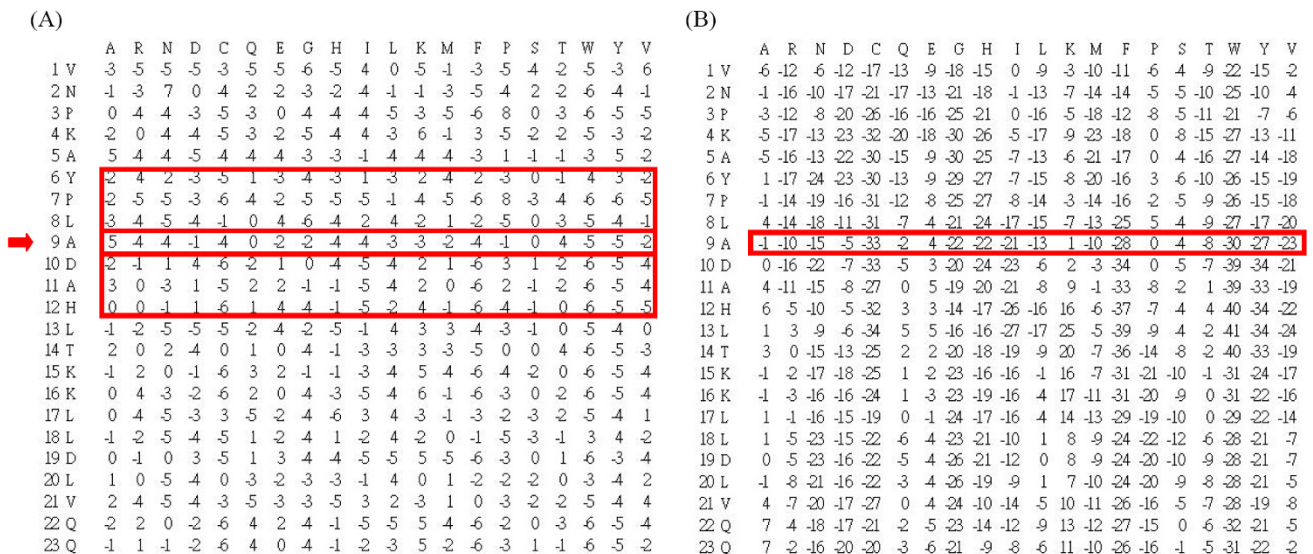 (A)
A R N D C Q E G H I L K M F P S T W Y V
1 V -3 -5 -5 -5 -3 -5 -5 -6 -5 4 0 -5 -1 -3 -5 -4 -2 -5 -3 6
2 N -1 -3 7 0 -4 -2 -2 -3 -2 -4 -1 -1 -3 -5 -4 2 -2 -6 -4 -1
3 P 0 -4 -4 -3 -5 -3 0 -4 -4 -4 -5 -3 -5 -6 8 0 -3 -6 -5 -5
4 K -2 0 -4 -4 -5 -3 -2 -5 -4 -3 -6 -1 3 -5 -2 -2 -5 -3 -2
5 A 5 -4 -4 -5 -4 -4 -4 -3 -3 -1 -4 -4 -4 -3 1 -1 -1 -3 5 -2
6 Y -2 4 2 -3 -5 1 -3 -4 -3 1 -3 2 -4 2 -3 0 -1 4 3 -2
7 P -2 -5 -5 -3 -6 -4 -2 -5 -5 -5 -1 -4 -5 -6 8 -3 -4 -6 -6 -5
8 L -3 -4 -5 -4 -1 0 4 -6 -4 2 4 -2 1 -2 -5 0 -3 -5 -4 -1
9 A 5 -4 -4 -1 -4 0 -2 -2 -4 -4 -3 -3 -2 -4 -1 0 4 -5 -5 -2
10 D -2 -1 1 4 -6 -2 1 0 -4 -5 -4 2 1 -6 3 1 -2 -6 -5 -4
11 A 3 0 -3 1 -5 2 2 -1 -1 -5 -4 2 0 -6 2 -1 -2 -6 -5 -4
12 H 0 0 -1 1 -6 1 4 -4 -1 -5 -2 4 -1 -6 -4 -1 0 -6 -5 -5
13 L -1 -2 -5 -5 -5 -2 -4 -2 -5 -1 4 3 3 -4 -3 -1 0 -5 -4 0
14 T 2 0 2 -4 0 1 0 -4 -1 -3 -3 -3 -3 -5 0 0 4 -6 -5 -3
15 K -1 2 0 -1 -6 3 2 -1 -1 -3 -4 5 -4 -6 -4 -2 0 -6 -5 -4
16 K 0 4 -3 -2 -6 2 0 -4 -3 -5 -4 6 -1 -6 -3 0 -3 -6 -5 -4
17 L 0 -4 -5 -3 -3 -5 -2 -4 -6 3 4 -3 -1 -3 -2 -3 -2 -5 -4 1
18 L -1 -2 -5 -4 -5 1 -2 -4 1 -2 4 -2 0 -1 -5 -3 -1 3 4 -2
19 D 0 -1 0 3 -5 1 3 -4 -4 -5 -5 5 -5 -6 -3 0 1 -6 -3 -4
20 L 1 0 -5 -4 0 -3 -2 -3 -3 -1 4 0 1 -2 -2 -2 0 -2 -4 2
21 V 2 -4 -5 -4 -3 -5 -3 -5 -3 2 -3 1 0 -3 -5 -2 -2 -5 -4 4
22 Q -2 2 0 -2 -6 4 2 -4 -1 -5 -5 5 -4 -6 -2 0 -3 -6 -5 -4
23 Q -1 1 -1 -2 -6 4 0 -4 -1 -2 -3 5 -2 -6 -3 1 -1 -6 -5 -2
(B)
A R N D C Q E G H I L K M F P S T W Y V
1 V -6 -12 -6 -12 -17 -13 -9 -18 -15 0 -9 -3 -10 -11 6 4 -9 -22 -15 -2
2 N -1 -16 -10 -17 -21 -17 -13 -21 -18 -1 -13 -7 -14 -14 5 -5 -10 -25 -10 -4
3 P -3 -12 -8 -20 -26 -16 -16 -25 -21 0 -16 5 -18 -12 -8 -5 -11 -21 -7 -6
4 K -5 -17 -13 -23 -32 -20 -18 -30 -26 -5 -17 -9 -23 -18 0 -8 -15 -27 -13 -11
5 A -5 -16 -13 -22 -30 -15 -9 -30 -25 -7 -13 -6 -21 -17 0 -4 -16 -27 -14 -18
6 Y 1 -17 -24 -23 -30 -13 -9 -29 -27 -7 -15 -8 -20 -16 3 -6 -10 -26 -15 -19
7 P -1 -14 -19 -16 -31 -12 -8 -25 -27 -8 -14 -3 -14 -16 -2 -5 -9 -26 -15 -18
8 L 4 -14 -18 -11 -31 -7 -4 -21 -24 -17 -15 -7 -13 -25 5 4 -9 -27 -17 -20
9 A -1 -10 -15 -5 -33 -2 4 -22 -22 -21 -13 1 -10 -28 0 -4 -8 -30 -27 -23
10 D 0 -16 -22 -7 -33 -5 3 -20 -24 -23 -6 2 -3 -34 0 -5 -7 -39 -34 -21
11 A 4 -11 -15 -8 -27 0 5 -19 -20 -21 -8 9 -1 -33 -8 -2 1 -39 -33 -19
12 H 6 -5 -10 -5 -32 3 3 -14 -17 -26 -16 16 -6 -37 -7 4 4 -40 -34 -22
13 L 1 3 -9 -6 -34 5 5 -16 -16 -27 -17 25 -5 -39 -9 4 -2 -41 -34 -24
14 T 3 0 -15 -13 -25 2 2 -20 -18 -19 -9 20 -7 -36 -14 -8 -2 -40 -33 -19
15 K -1 -2 -17 -18 -25 1 -2 -23 -16 -16 -1 16 -7 -31 -21 -10 -1 -31 -24 -17
16 K -1 -3 -16 -16 -24 1 -3 -23 -19 -16 4 17 -11 -31 -20 -9 0 -31 -22 -16
17 L 1 -1 -16 -15 -19 0 -1 -24 -17 -16 4 14 -13 -29 -19 -10 0 -29 -22 -14
18 L 1 -5 -23 -15 -22 -6 -4 -23 -21 -10 1 8 -9 -24 -22 -12 -6 -28 -21 -7
19 D 0 -5 -23 -16 -22 -5 -4 -26 -21 -12 0 8 -9 -24 -20 -10 -9 -28 -21 -7
20 L -1 -8 -21 -16 -22 -3 -4 -26 -19 -9 1 7 -10 -24 -20 -9 -8 -28 -21 -5
21 V 4 -7 -20 -17 -27 0 4 -24 -10 -14 -5 10 -11 -26 -16 -5 -7 -28 -19 -8
22 Q 7 -4 -18 -17 -21 -2 -5 -23 -14 -12 -9 13 -12 -27 -15 0 -6 -32 -21 -5
23 Q 7 -2 -16 -20 -20 -3 -6 -21 -9 -8 -6 11 -10 -26 -16 -1 -5 -31 -22 -2